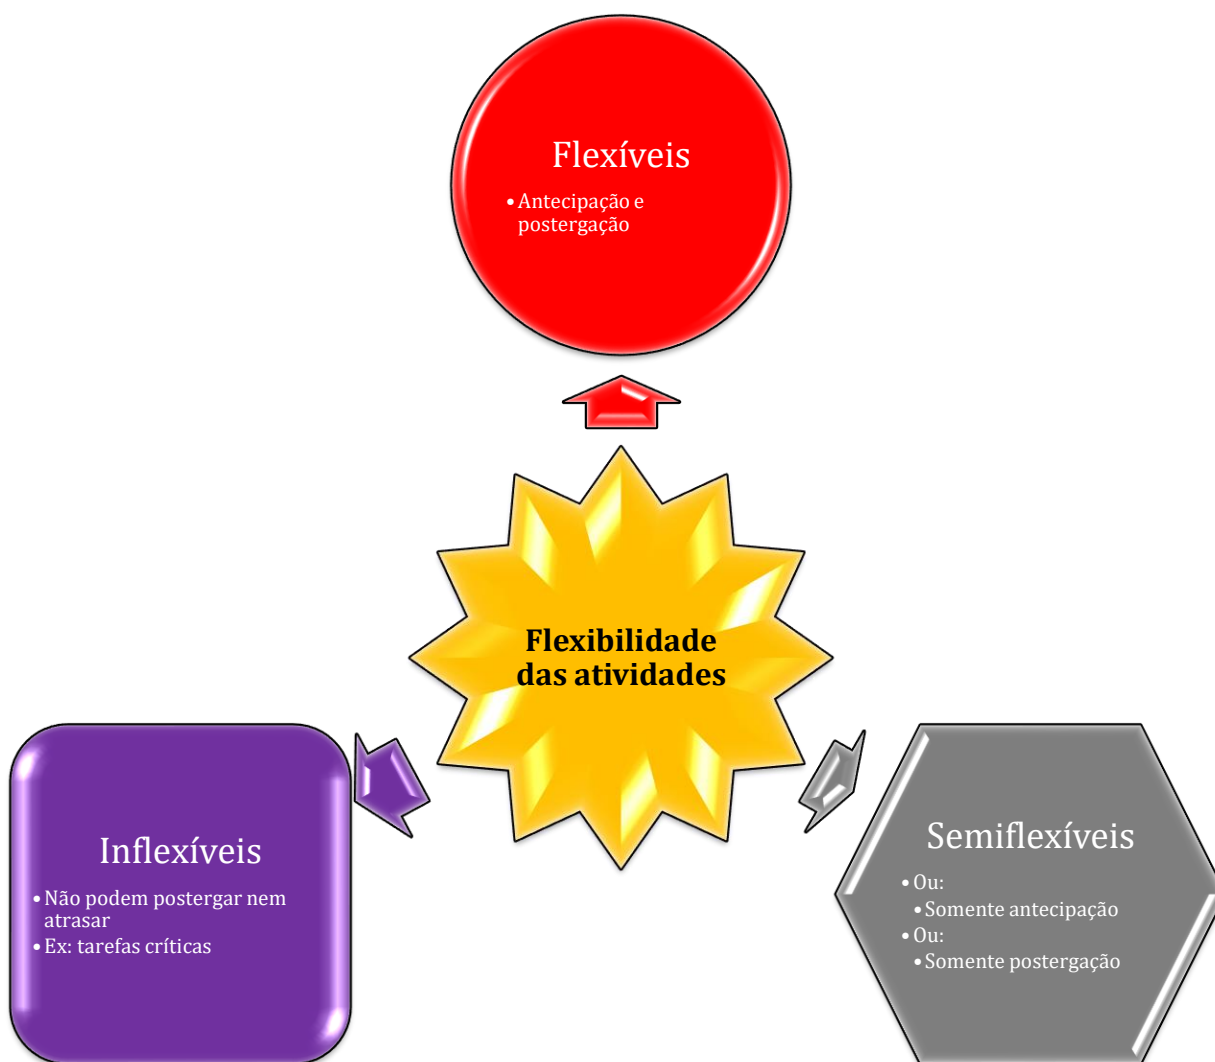 Flexíveis
• Antecipação e
postergação
Flexibilidade
das atividades
Inflexíveis
• Não podem postergar nem
atrasar
• Ex: tarefas críticas
Semiflexíveis
• Ou:
• Somente antecipação
• Ou:
• Somente postergação